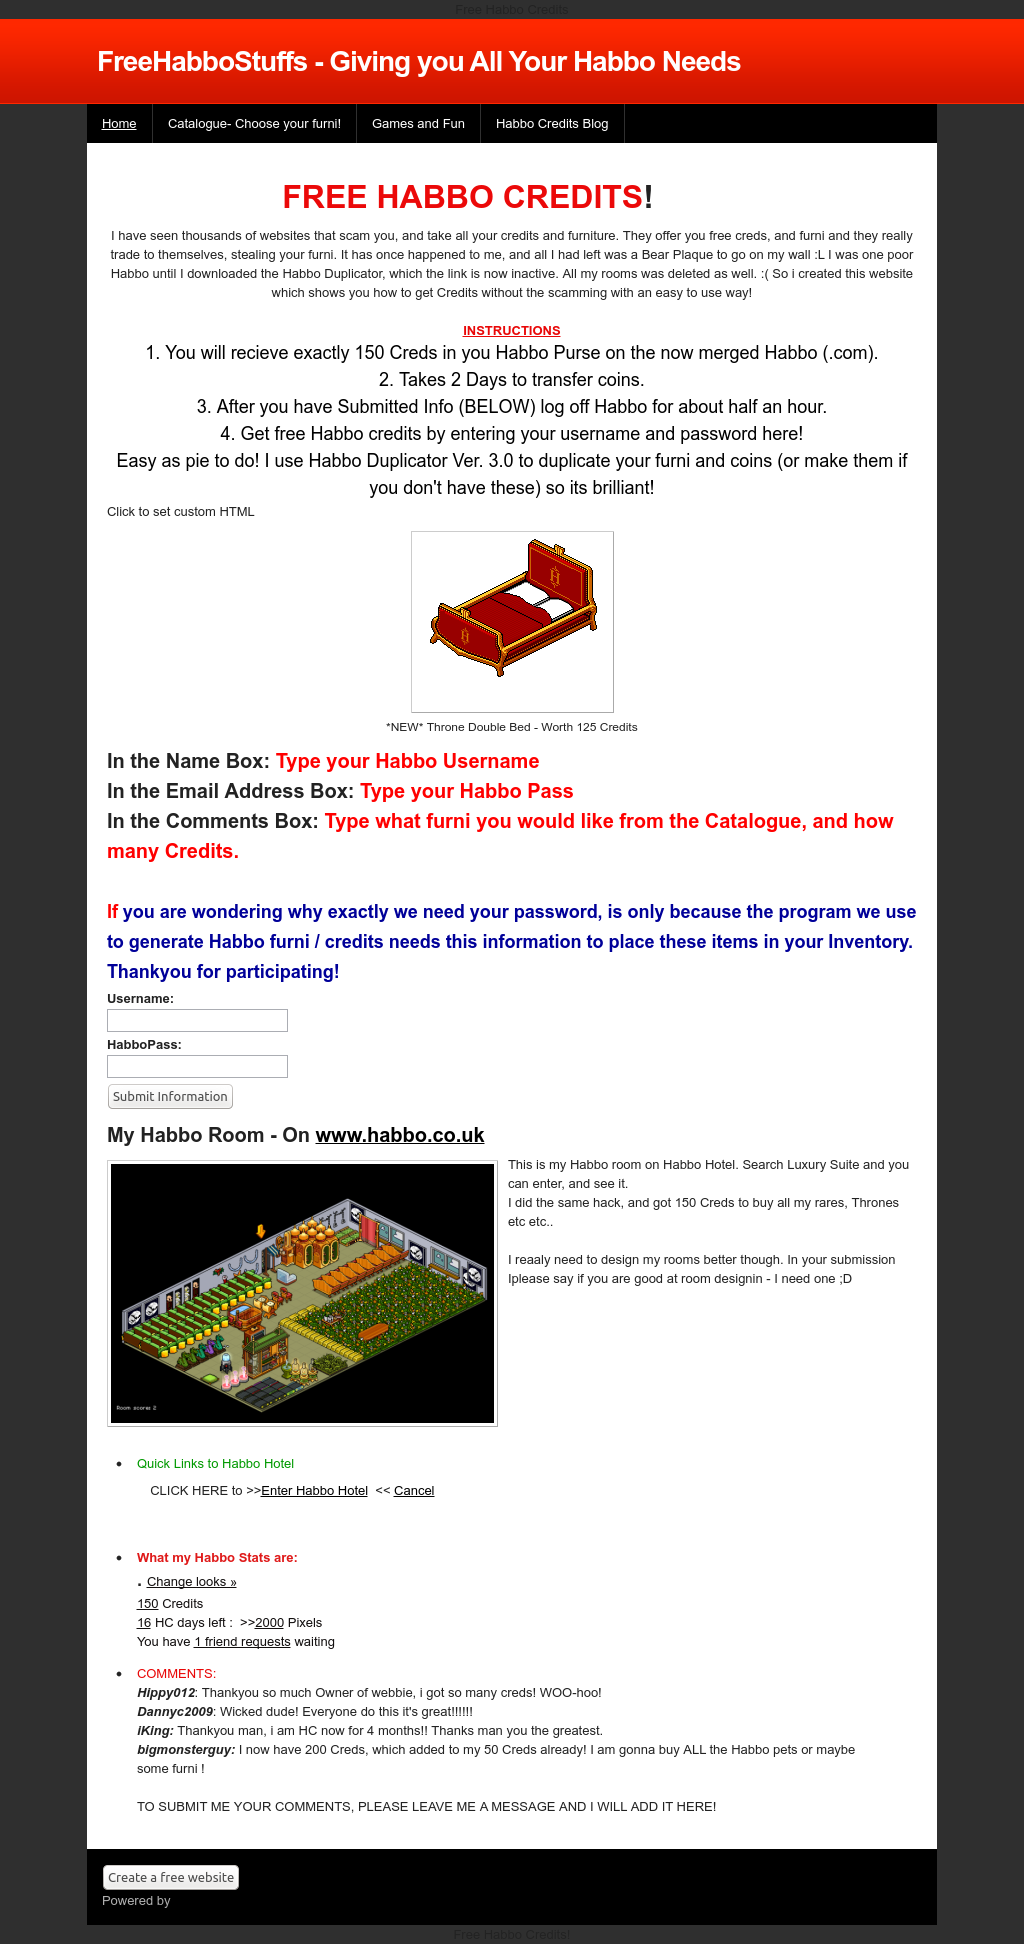 Free Habbo Credits
FreeHabboStuffs - Giving you All Your Habbo Needs
Home
Catalogue- Choose your furni!
Games and Fun
Habbo Credits Blog
FREE HABBO CREDITS!
I have seen thousands of websites that scam you, and take all your credits and furniture. They offer you free creds, and furni and they really
trade to themselves, stealing your furni. It has once happened to me, and all I had left was a Bear Plaque to go on my wall :L I was one poor
Habbo until I downloaded the Habbo Duplicator, which the link is now inactive. All my rooms was deleted as well. :( So i created this website
which shows you how to get Credits without the scamming with an easy to use way!
INSTRUCTIONS
1. You will recieve exactly 150 Creds in you Habbo Purse on the now merged Habbo (.com).
2. Takes 2 Days to transfer coins.
3. After you have Submitted Info (BELOW) log off Habbo for about half an hour.
4. Get free Habbo credits by entering your username and password here!
Easy as pie to do! I use Habbo Duplicator Ver. 3.0 to duplicate your furni and coins (or make them if
you don't have these) so its brilliant!
Click to set custom HTML
*NEW* Throne Double Bed - Worth 125 Credits
In the Name Box: Type your Habbo Username
In the Email Address Box: Type your Habbo Pass
In the Comments Box: Type what furni you would like from the Catalogue, and how
many Credits.
If you are wondering why exactly we need your password, is only because the program we use
to generate Habbo furni / credits needs this information to place these items in your Inventory.
Thankyou for participating!
Username:
HabboPass:
Submit Information
My Habbo Room - On www.habbo.co.uk
This is my Habbo room on Habbo Hotel. Search Luxury Suite and you
can enter, and see it.
I did the same hack, and got 150 Creds to buy all my rares, Thrones
etc etc..
I reaaly need to design my rooms better though. In your submission
Iplease say if you are good at room designin - I need one ;D
Room score: 2
• Quick Links to Habbo Hotel
CLICK HERE to >>Enter Habbo Hotel  << Cancel
• What my Habbo Stats are:
. Change looks »
150 Credits
16 HC days left :  >>2000 Pixels
You have 1 friend requests waiting
• COMMENTS:
Hippy012: Thankyou so much Owner of webbie, i got so many creds! WOO-hoo!
Dannyc2009: Wicked dude! Everyone do this it's great!!!!!!
iKing: Thankyou man, i am HC now for 4 months!! Thanks man you the greatest.
bigmonsterguy: I now have 200 Creds, which added to my 50 Creds already! I am gonna buy ALL the Habbo pets or maybe
some furni !
TO SUBMIT ME YOUR COMMENTS, PLEASE LEAVE ME A MESSAGE AND I WILL ADD IT HERE!
Create a free website
Powered by
Free Habbo Credits!